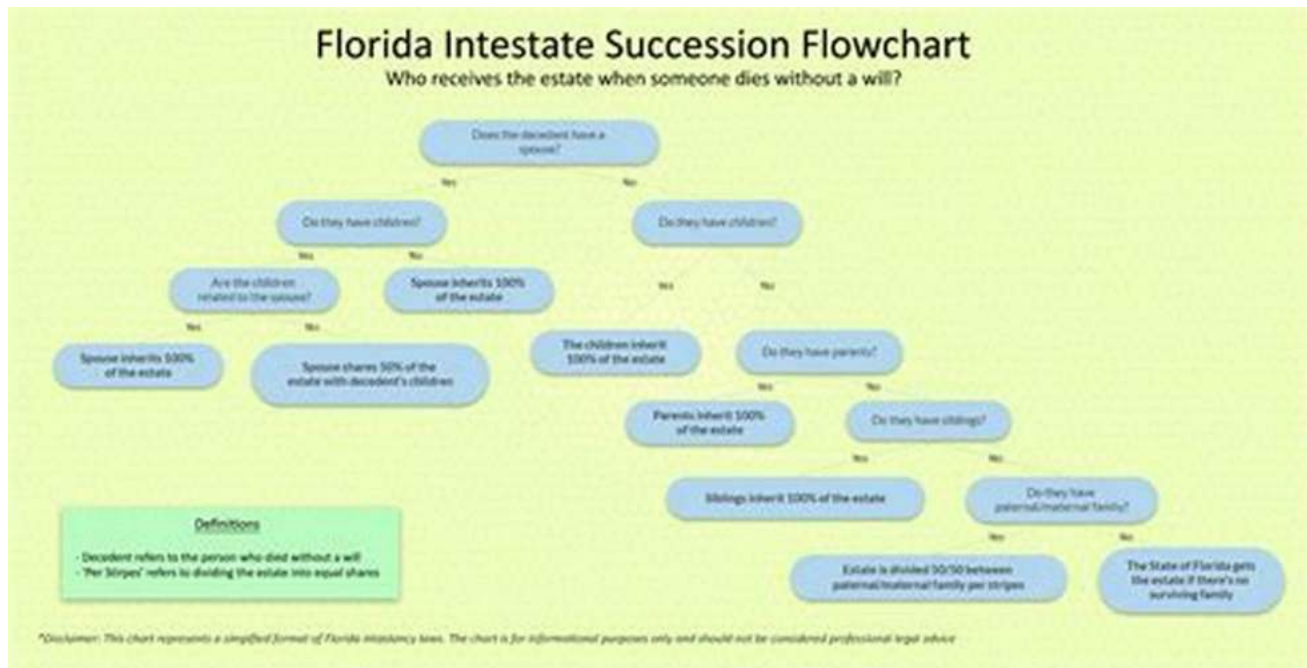 Florida Intestate Succession Flowchart
Who receives the estate when someone dies without a will?
Does the decedent have a
spouse?
Yes
No
Do they have children?
Do they have children?
Yes
No
Are the children
related to the spouse?
Spouse inherits 100%
of the estate
Yes
No
Yes
No
Spouse inherits 100%
of the estate
Spouse shares 50% of the
estate with decedent's children
The children inherit
100% of the estate
Do they have parents?
Yes
No
Parents inherit 100%
of the estate
Do they have siblings?
Yes
No
Siblings inherit 100% of the estate
Do they have
paternal/maternal family?
Yes
No
Estate is divided 50/50 between
paternal/maternal family per stirpes
The State of Florida gets
the estate if there's no
surviving family
Definitions
- Decedent refers to the person who died without a will
- 'Per Stirpes' refers to dividing the estate into equal shares
*Disclaimer: This chart represents a simplified format of Florida intestacy laws. The chart is for informational purposes only and should not be considered professional legal advice